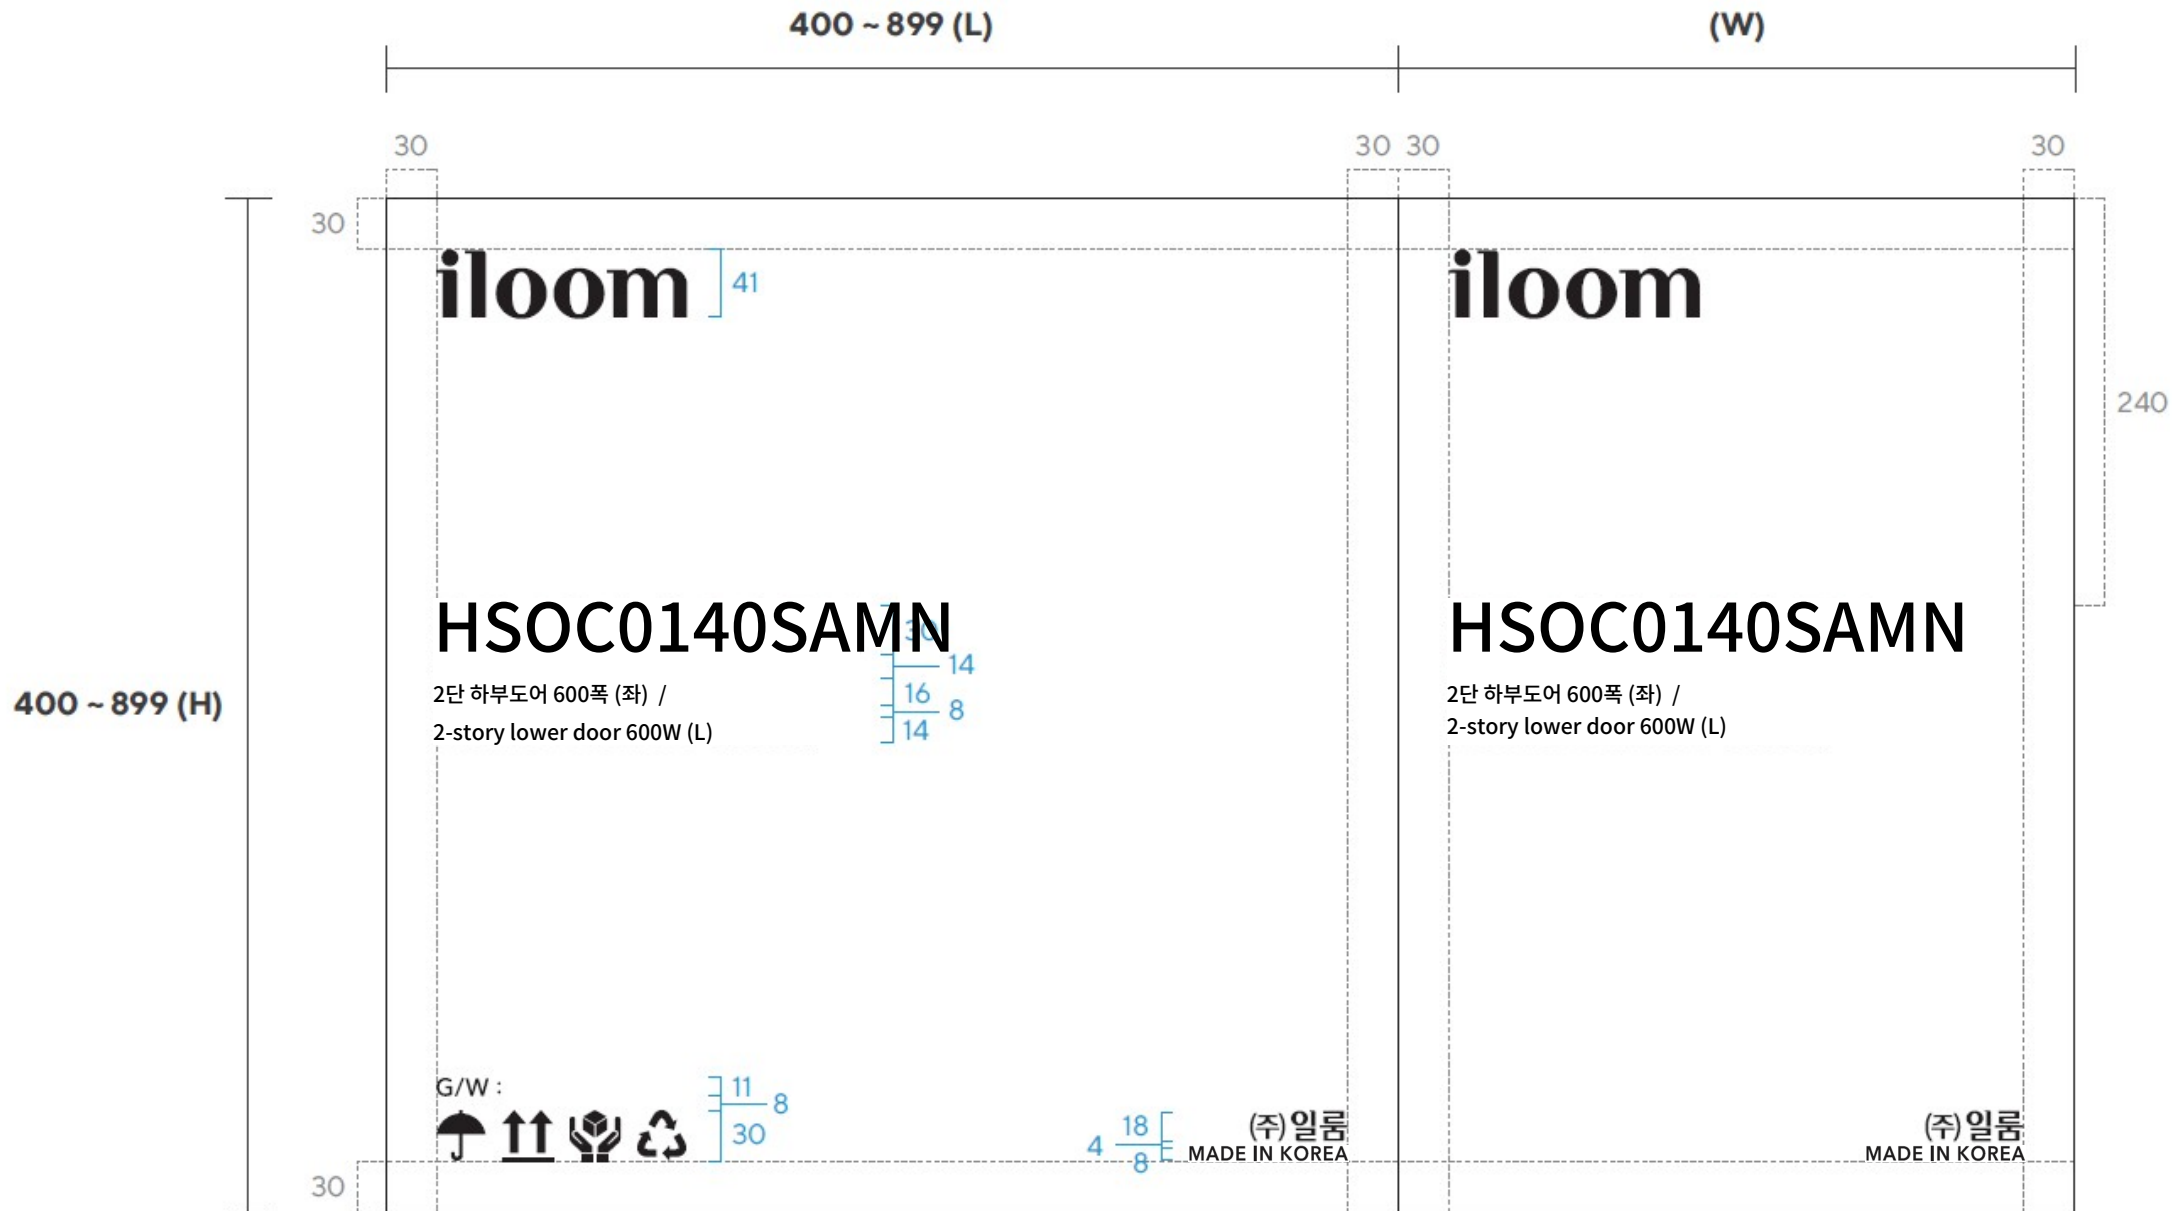 400 ~ 899 (L)
(W)
30
30 30
30
30
iloom
41
iloom
240
HSOC0140SAMN
30
14
HSOC0140SAMN
400 ~ 899 (H)
2단 하부도어 600폭 (좌) /
16
8
2단 하부도어 600폭 (좌) /
2-story lower door 600W (L)
14
2-story lower door 600W (L)
G/W :
11
8
30
18
4
8
(주)일룸
MADE IN KOREA
(주)일룸
MADE IN KOREA
30